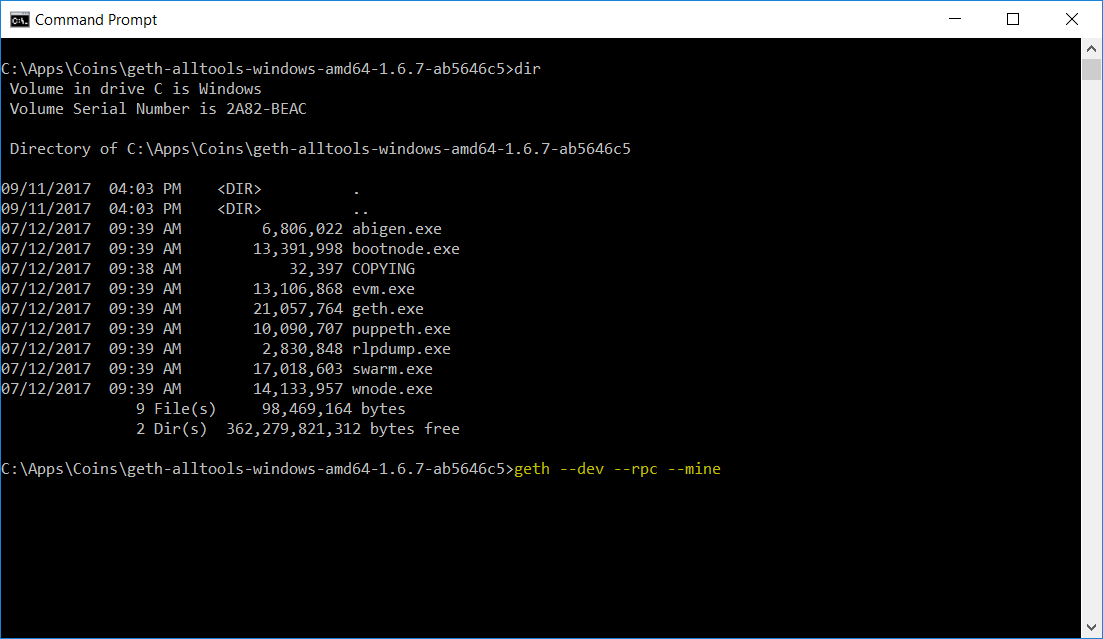 Command Prompt
C:\Apps\Coins\geth-alltools-windows-amd64-1.6.7-ab5646c5>dir
 Volume in drive C is Windows
 Volume Serial Number is 2A82-BEAC
 Directory of C:\Apps\Coins\geth-alltools-windows-amd64-1.6.7-ab5646c5
09/11/2017  04:03 PM    <DIR>          .
09/11/2017  04:03 PM    <DIR>          ..
07/12/2017  09:39 AM         6,806,022 abigen.exe
07/12/2017  09:39 AM        13,391,998 bootnode.exe
07/12/2017  09:38 AM            32,397 COPYING
07/12/2017  09:39 AM        13,106,868 evm.exe
07/12/2017  09:39 AM        21,057,764 geth.exe
07/12/2017  09:39 AM        10,090,707 puppeth.exe
07/12/2017  09:39 AM         2,830,848 rlpdump.exe
07/12/2017  09:39 AM        17,018,603 swarm.exe
07/12/2017  09:39 AM        14,133,957 wnode.exe
               9 File(s)     98,469,164 bytes
               2 Dir(s)  362,279,821,312 bytes free
C:\Apps\Coins\geth-alltools-windows-amd64-1.6.7-ab5646c5>geth --dev --rpc --mine